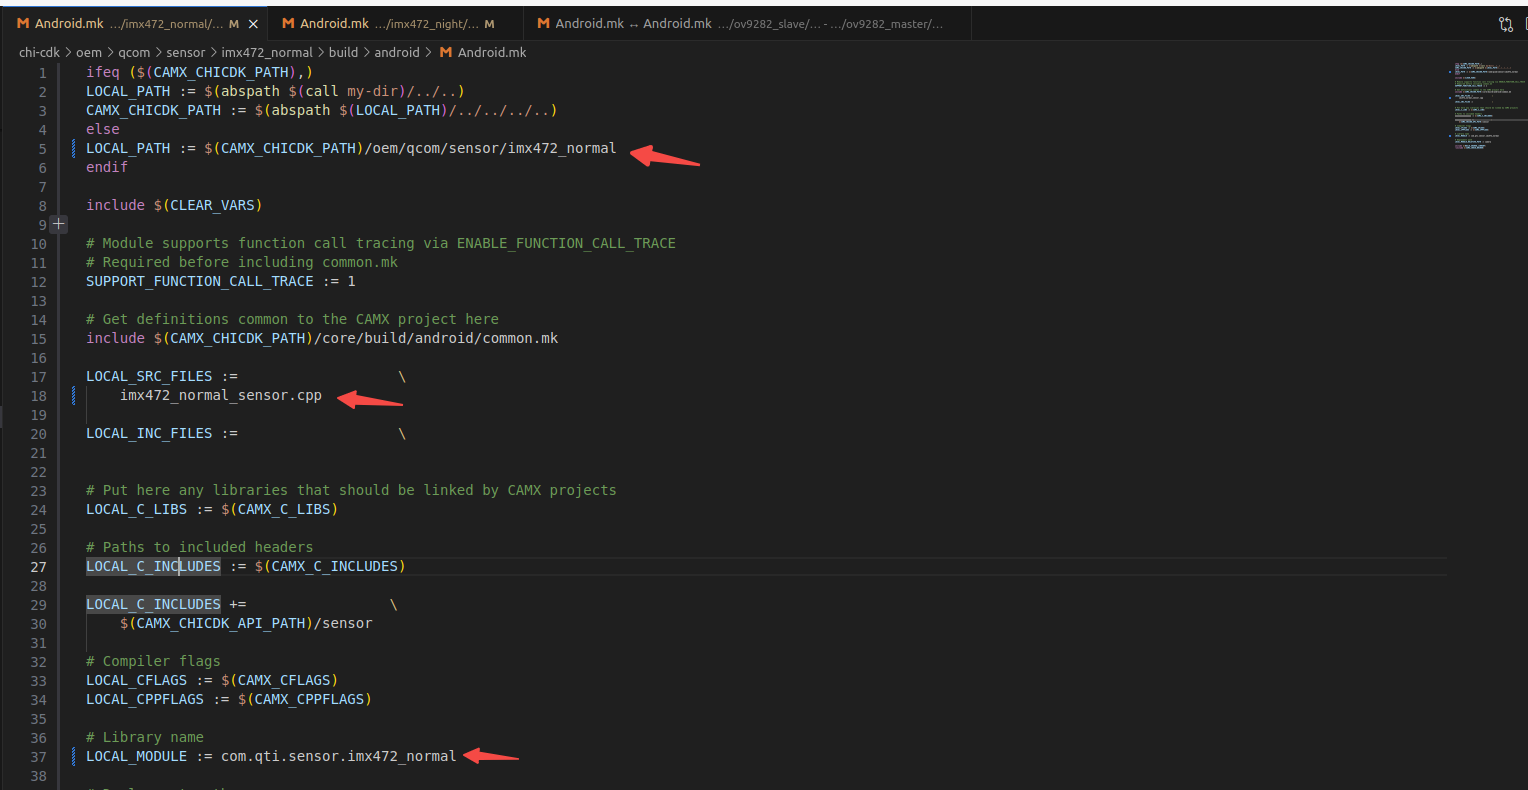 Android.mk .../imx472_normal/... M
Android.mk .../imx472_night/... M
Android.mk ↔ Android.mk .../ov9282_slave/... - .../ov9282_master/...
chi-cdk > oem > qcom > sensor > imx472_normal > build > android > Android.mk
1 ifeq ($(CAMX_CHICDK_PATH),)
2 LOCAL_PATH := $(abspath $(call my-dir)/../..)
3 CAMX_CHICDK_PATH := $(abspath $(LOCAL_PATH)/../../../..)
4 else
5 LOCAL_PATH := $(CAMX_CHICDK_PATH)/oem/qcom/sensor/imx472_normal
6 endif
7
8 include $(CLEAR_VARS)
9
10 # Module supports function call tracing via ENABLE_FUNCTION_CALL_TRACE
11 # Required before including common.mk
12 SUPPORT_FUNCTION_CALL_TRACE := 1
13
14 # Get definitions common to the CAMX project here
15 include $(CAMX_CHICDK_PATH)/core/build/android/common.mk
16
17 LOCAL_SRC_FILES := \
18 imx472_normal_sensor.cpp
19
20 LOCAL_INC_FILES := \
21
22
23 # Put here any libraries that should be linked by CAMX projects
24 LOCAL_C_LIBS := $(CAMX_C_LIBS)
25
26 # Paths to included headers
27 LOCAL_C_INCLUDES := $(CAMX_C_INCLUDES)
28
29 LOCAL_C_INCLUDES += \
30 $(CAMX_CHICDK_API_PATH)/sensor
31
32 # Compiler flags
33 LOCAL_CFLAGS := $(CAMX_CFLAGS)
34 LOCAL_CPPFLAGS := $(CAMX_CPPFLAGS)
35
36 # Library name
37 LOCAL_MODULE := com.qti.sensor.imx472_normal
38